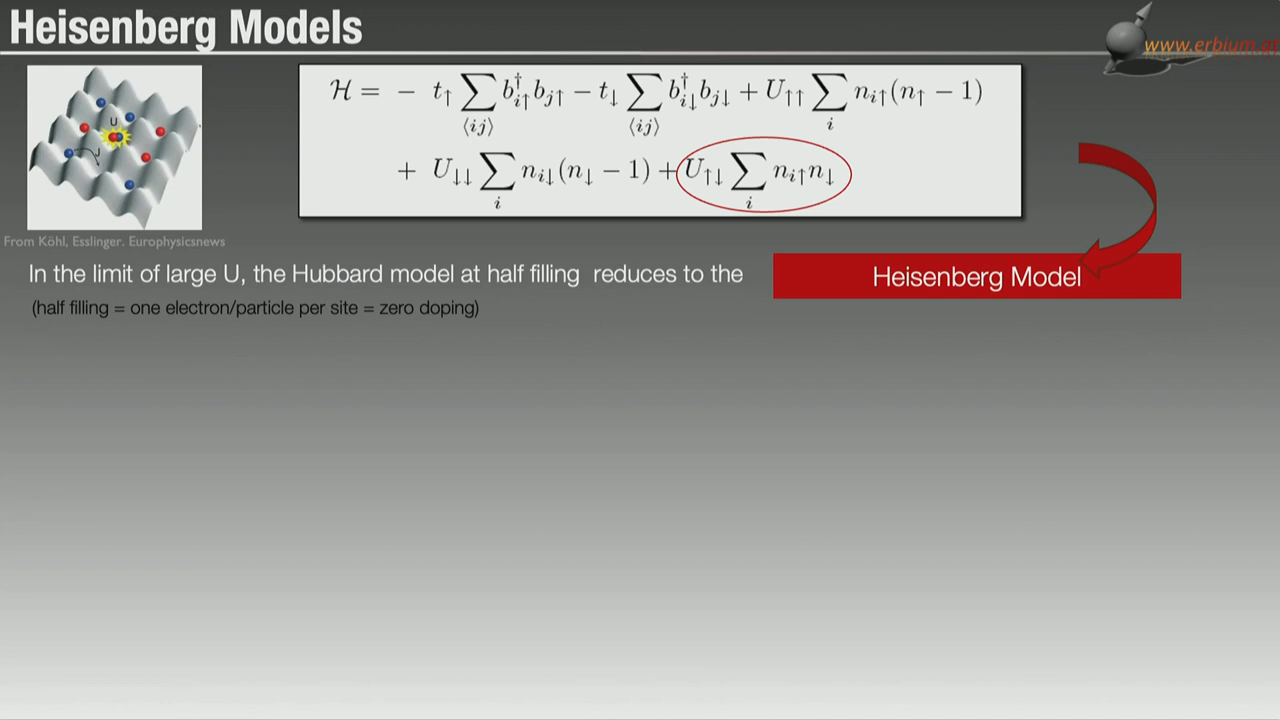 Heisenberg Models
www.erbium.at
U
J
ℋ = − t↑ ∑⟨ij⟩ b†i↑ bj↑ − t↓ ∑⟨ij⟩ b†i↓ bj↓ + U↑↑ ∑i ni↑(n↑ − 1)
+ U↓↓ ∑i ni↓(n↓ − 1) + U↑↓ ∑i ni↑n↓
From Köhl, Esslinger. Europhysicsnews
In the limit of large U, the Hubbard model at half filling reduces to the
Heisenberg Model
(half filling = one electron/particle per site = zero doping)